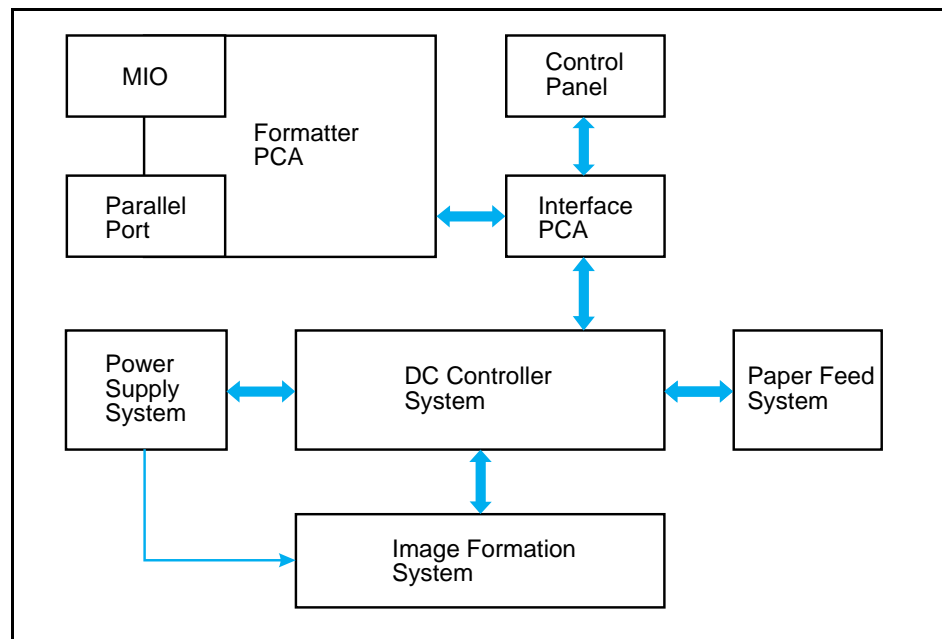 MIO
Formatter
PCA
Parallel
Port
Control
Panel
Interface
PCA
Power
Supply
System
DC Controller
System
Paper Feed
System
Image Formation
System